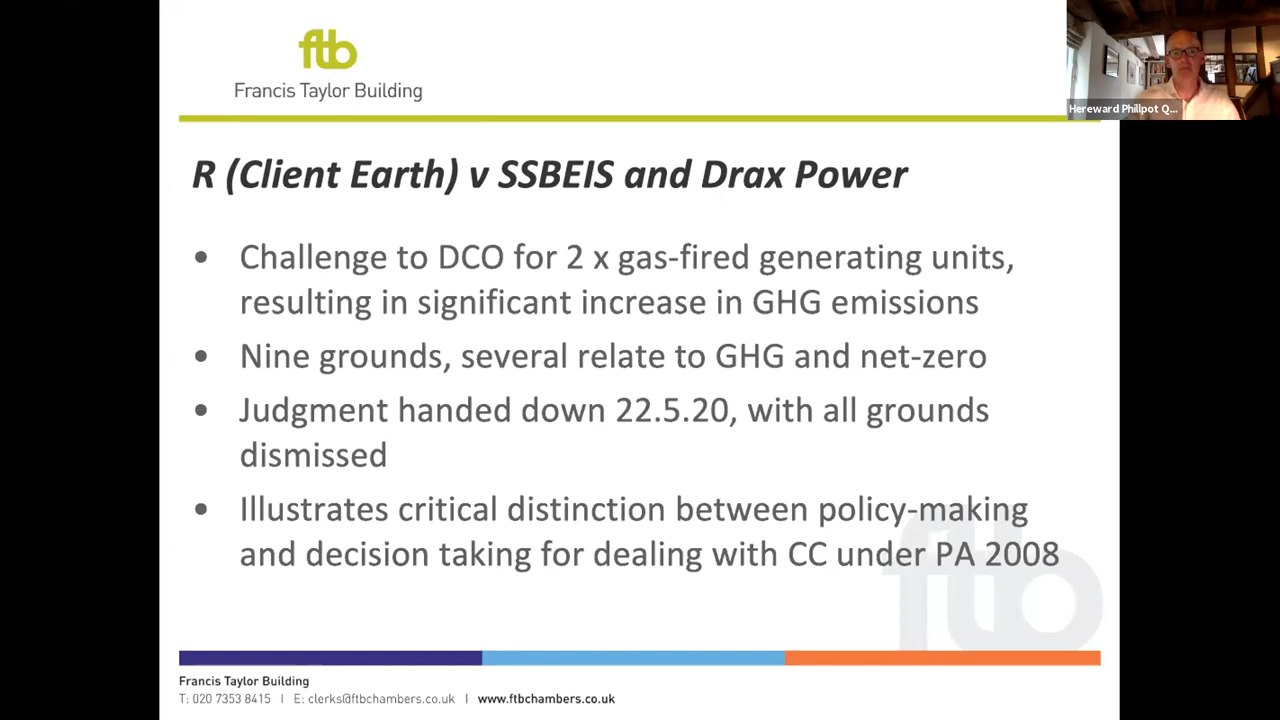 ftb
Francis Taylor Building
Hereward Phillpot Q...
R (Client Earth) v SSBEIS and Drax Power
• Challenge to DCO for 2 x gas-fired generating units,
resulting in significant increase in GHG emissions
• Nine grounds, several relate to GHG and net-zero
• Judgment handed down 22.5.20, with all grounds
dismissed
• Illustrates critical distinction between policy-making
and decision taking for dealing with CC under PA 2008
ftb
Francis Taylor Building
T: 020 7353 8415 I E: clerks@ftbchambers.co.uk I www.ftbchambers.co.uk